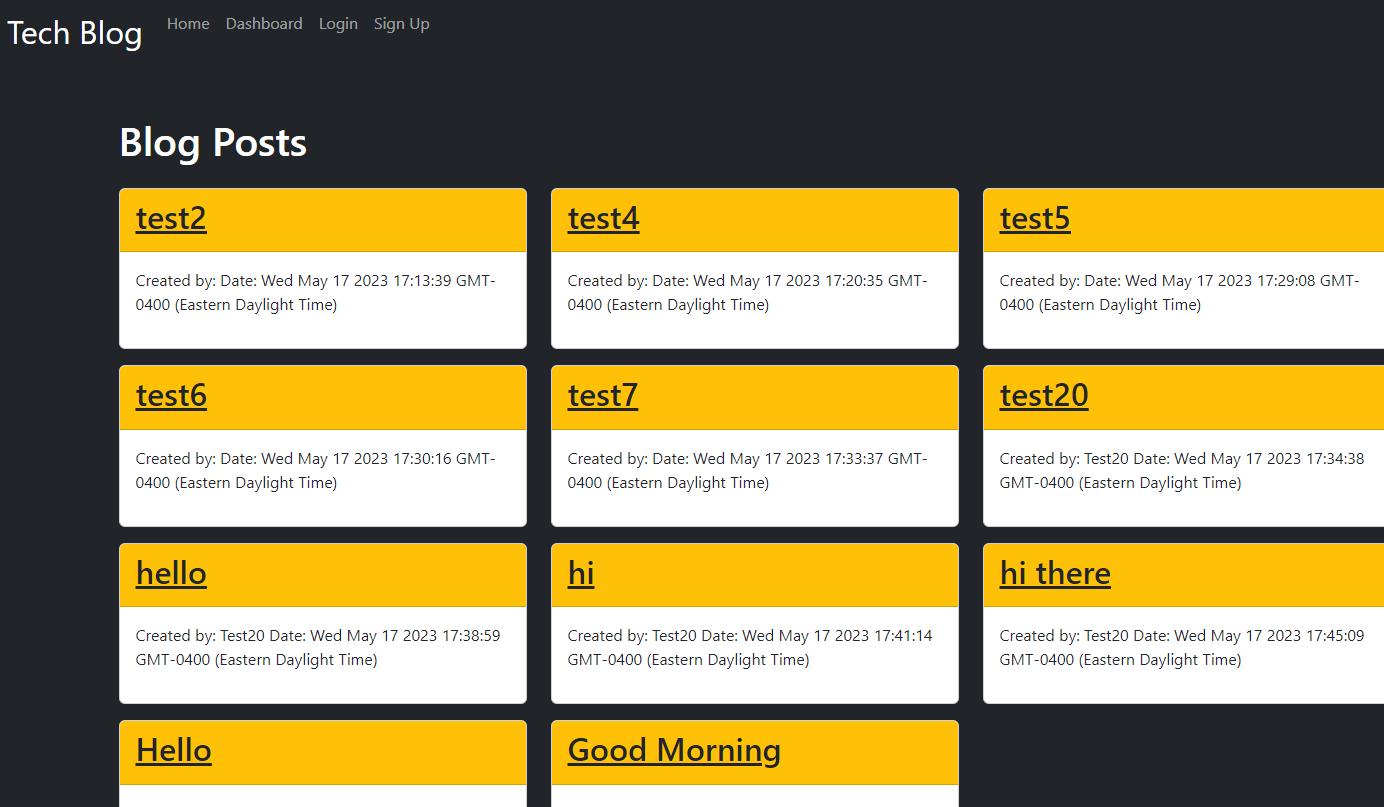 Tech Blog Home Dashboard Login Sign Up
Blog Posts
test2
Created by: Date: Wed May 17 2023 17:13:39 GMT-
0400 (Eastern Daylight Time)
test4
Created by: Date: Wed May 17 2023 17:20:35 GMT-
0400 (Eastern Daylight Time)
test5
Created by: Date: Wed May 17 2023 17:29:08 GMT-
0400 (Eastern Daylight Time)
test6
Created by: Date: Wed May 17 2023 17:30:16 GMT-
0400 (Eastern Daylight Time)
test7
Created by: Date: Wed May 17 2023 17:33:37 GMT-
0400 (Eastern Daylight Time)
test20
Created by: Test20 Date: Wed May 17 2023 17:34:38
GMT-0400 (Eastern Daylight Time)
hello
Created by: Test20 Date: Wed May 17 2023 17:38:59
GMT-0400 (Eastern Daylight Time)
hi
Created by: Test20 Date: Wed May 17 2023 17:41:14
GMT-0400 (Eastern Daylight Time)
hi there
Created by: Test20 Date: Wed May 17 2023 17:45:09
GMT-0400 (Eastern Daylight Time)
Hello
Good Morning